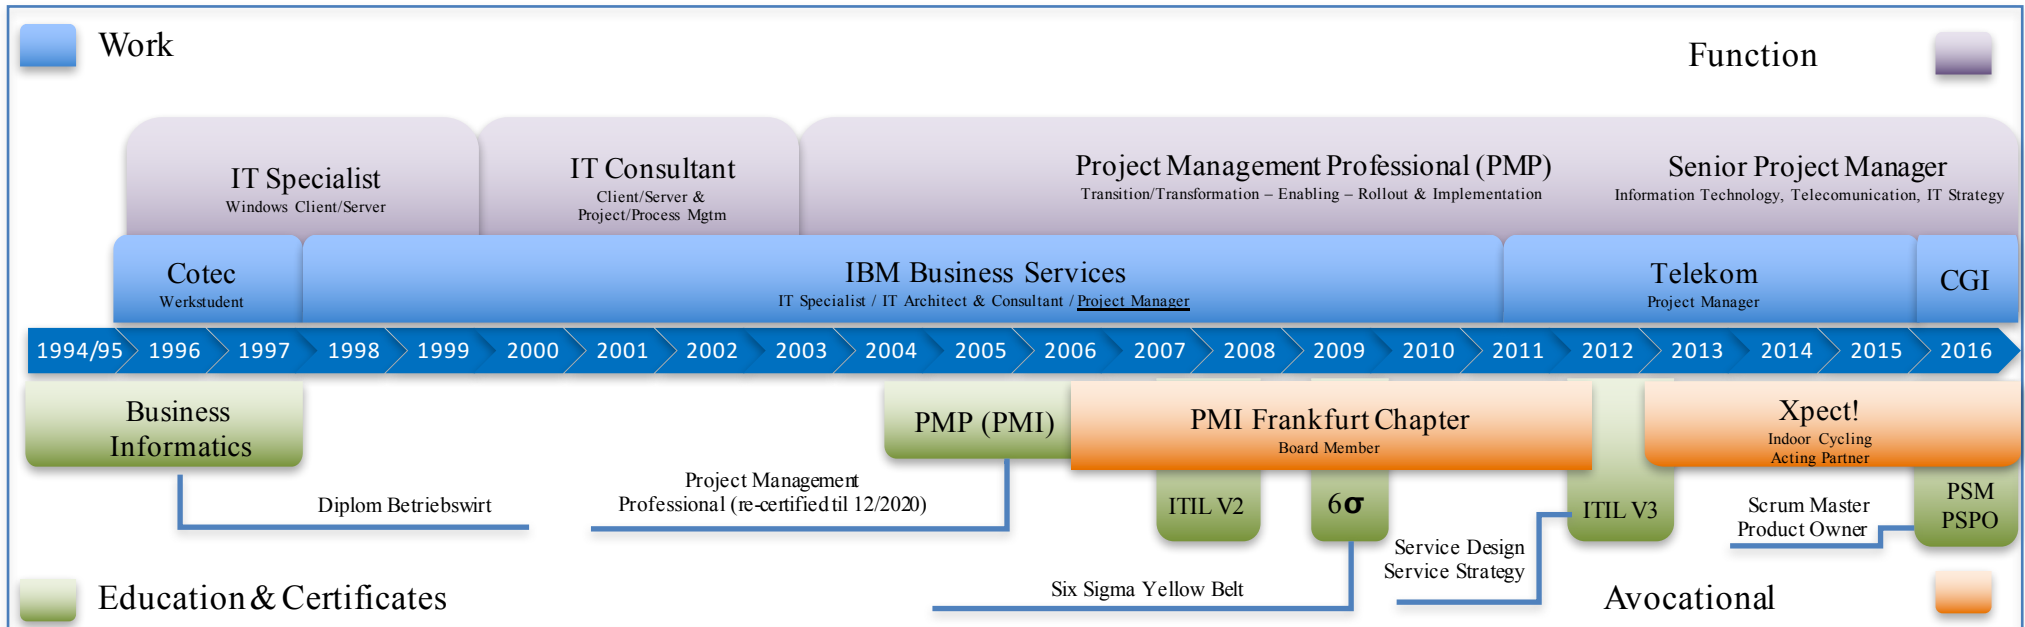 Work
Function
IT Specialist
Windows Client/Server
IT Consultant
Client/Server &
Project/Process Mgtm
Project Management Professional (PMP)
Transition/Transformation – Enabling – Rollout & Implementation
Senior Project Manager
Information Technology, Telecomunication, IT Strategy
Cotec
Werkstudent
IBM Business Services
IT Specialist / IT Architect & Consultant / Project Manager
Telekom
Project Manager
CGI
1994/95 1996 1997 1998 1999 2000 2001 2002 2003 2004 2005 2006 2007 2008 2009 2010 2011 2012 2013 2014 2015 2016
Business
Informatics
Diplom Betriebswirt
PMP (PMI)
Project Management
Professional (re-certified til 12/2020)
PMI Frankfurt Chapter
Board Member
ITIL V2
6σ
Six Sigma Yellow Belt
ITIL V3
Service Design
Service Strategy
Xpect!
Indoor Cycling
Acting Partner
PSM
PSPO
Scrum Master
Product Owner
Education & Certificates
Avocational